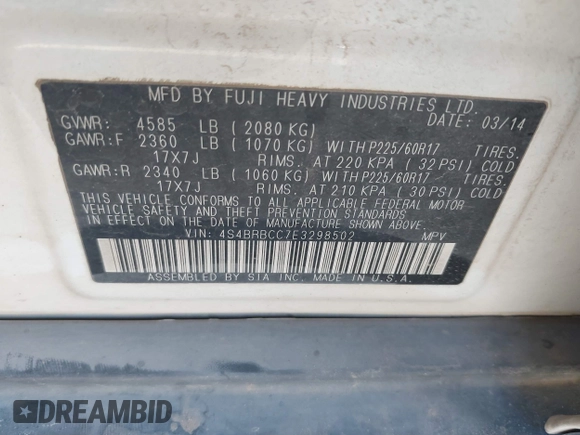 MFD BY FUJI HEAVY INDUSTRIES LTD.
DATE: 03/14
GVWR: 4585 LB ( 2080 KG)
GAWR:F 2360 LB ( 1070 KG) WITH P225/60R17 TIRES.
17X7J RIMS. AT 220 KPA ( 32 PSI) COLD
GAWR:R 2340 LB ( 1060 KG) WITH P225/60R17 TIRES.
17X7J RIMS. AT 210 KPA ( 30 PSI) COLD
THIS VEHICLE CONFORMS TO ALL APPLICABLE FEDERAL MOTOR
VEHICLE SAFETY AND THEFT PREVENTION STANDARDS
IN EFFECT ON THE DATE OF MANUFACTURE SHOWN ABOVE.
VIN: 4S4BRBCC7E3298502 MPV
ASSEMBLED BY SIA INC. MADE IN U.S.A.
DREAMBID